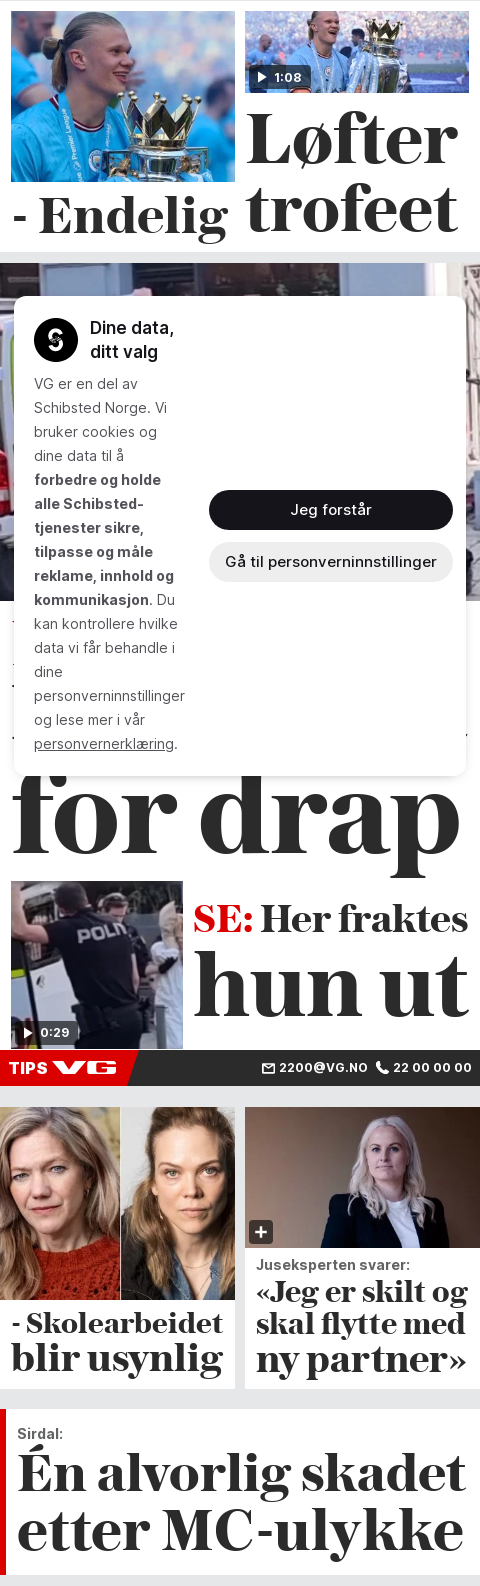 - Endelig
1:08
Løfter
trofeet
Dine data,
ditt valg
VG er en del av
Schibsted Norge. Vi
bruker cookies og
dine data til å
forbedre og holde
alle Schibsted-
tjenester sikre,
tilpasse og måle
reklame, innhold og
kommunikasjon. Du
kan kontrollere hvilke
data vi får behandle i
dine
personverninnstillinger
og lese mer i vår
personvernerklæring.
Jeg forstår
Gå til personverninnstillinger
for drap
0:29
SE: Her fraktes
hun ut
TIPS VG
2200@VG.NO 22 00 00 00
- Skolearbeidet
blir usynlig
Juseksperten svarer:
«Jeg er skilt og
skal flytte med
ny partner»
Sirdal:
Én alvorlig skadet
etter MC-ulykke